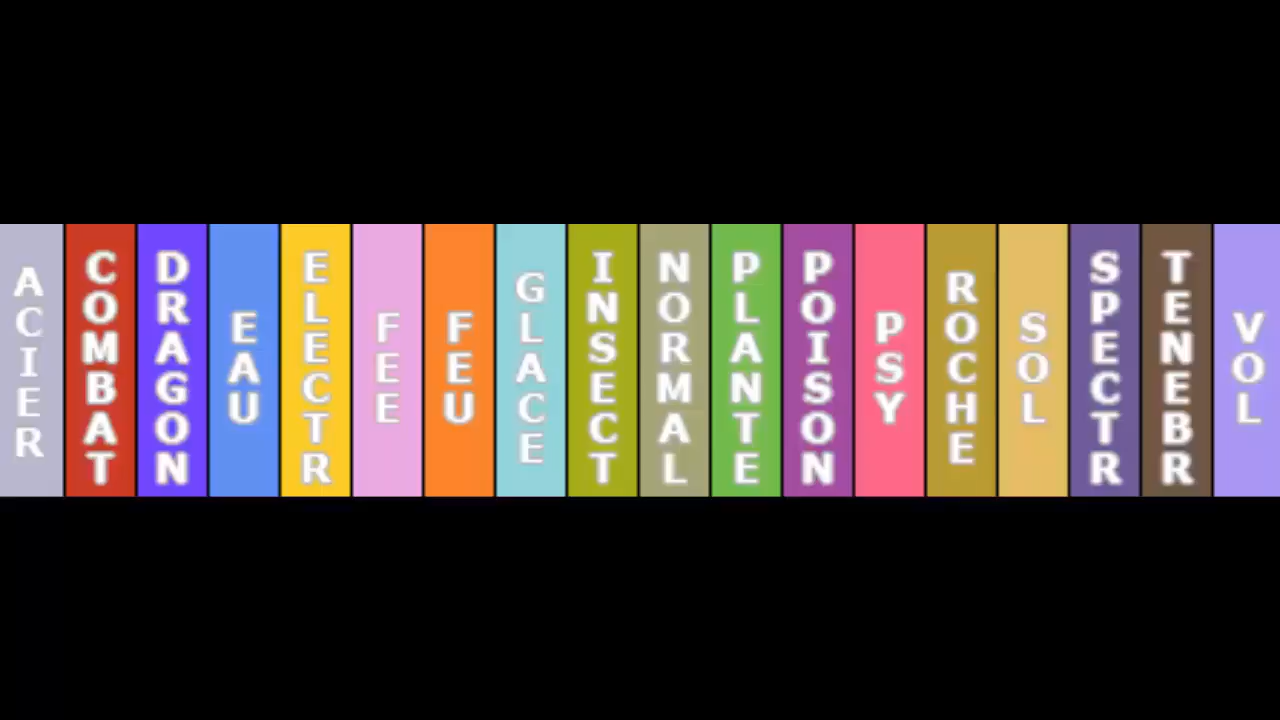 ACIER
COMBAT
DRAGON
EAU
ELECTR
FEE
FEU
GLACE
INSECT
NORMAL
PLANTE
POISON
PSY
ROCHE
SOL
SPECTR
TENEBR
VOL